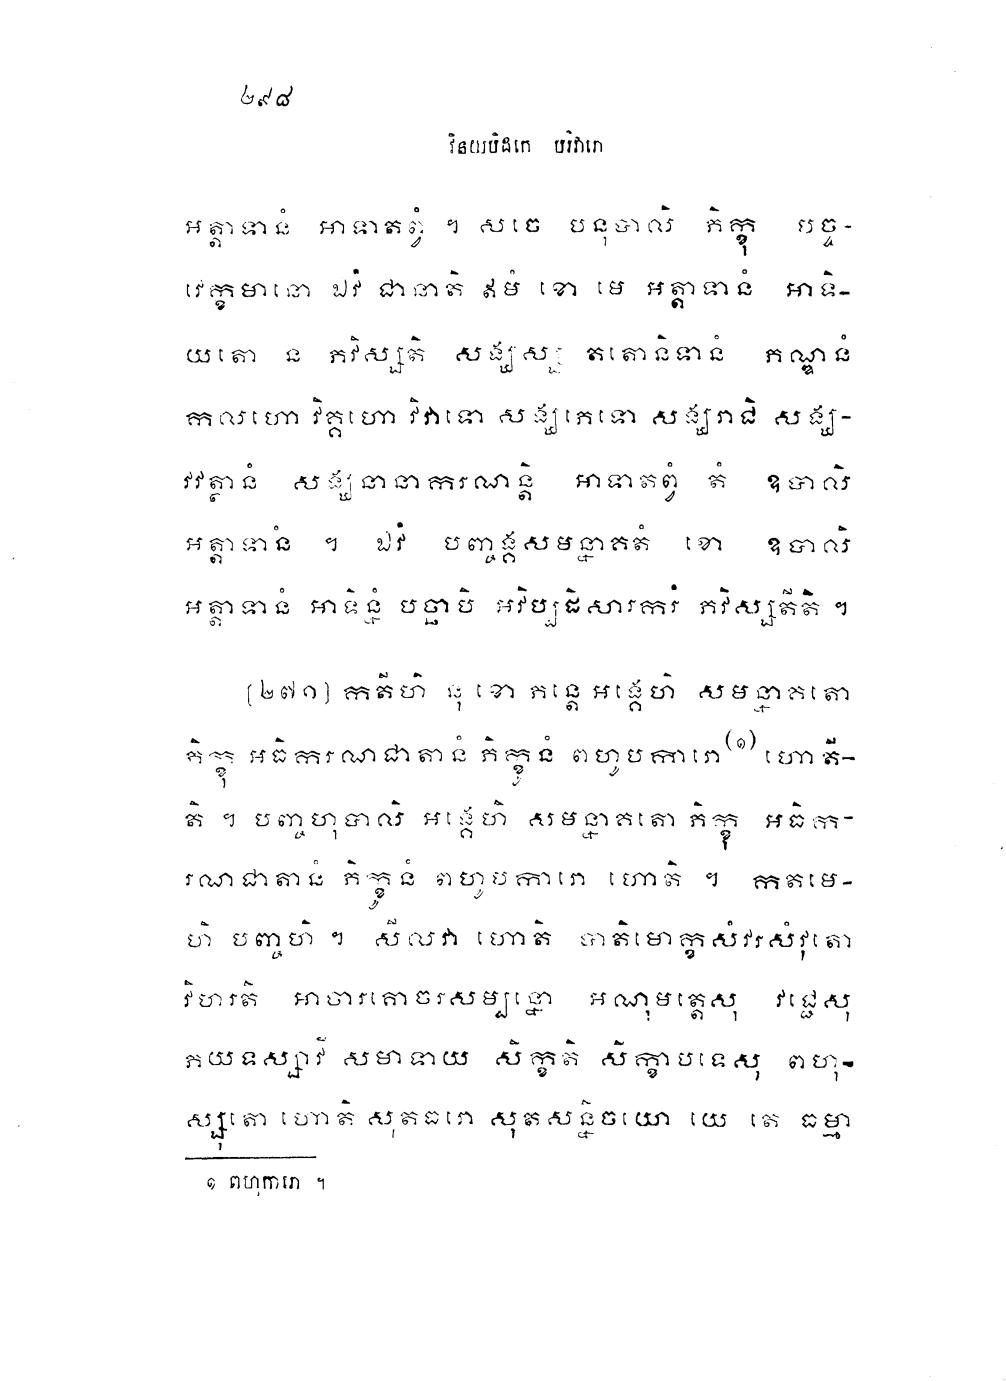 ២៩៨
វិនយបិដកេ បរិវារោ
អត្តាទានំ អាទាតព្វំ ។ សចេ បនុបាលិ ភិក្ខុ បច្ច-
វេក្ខមានោ ឯវំ ជានាតិ ឥមំ ខោ មេ អត្តាទានំ អាទិ-
យតោ ន ភវិស្សតិ សង្ឃស្ស តតោនិទានំ ភណ្ឌនំ
កលហោ វិគ្គហោ វិវាទោ សង្ឃភេទោ សង្ឃរាជិ សង្ឃ-
វវត្ថានំ សង្ឃនានាករណន្តិ អាទាតព្វំ តំ ឧបាលិ
អត្តាទានំ ។ ឯវំ បញ្ចង្គសមន្នាគតំ ខោ ឧបាលិ
អត្តាទានំ អាទិន្នំ បច្ឆាបិ អវិប្បដិសារករំ ភវិស្សតីតិ ។
[២៧១] កតីហិ នុ ខោ ភន្តេ អង្គេហិ សមន្នាគតោ
ភិក្ខុ អធិករណជាតានំ ភិក្ខូនំ ពហូបការោ(១) ហោតី-
តិ ។ បញ្ចហុបាលិ អង្គេហិ សមន្នាគតោ ភិក្ខុ អធិក-
រណជាតានំ ភិក្ខូនំ ពហូបការោ ហោតិ ។ កតមេ-
ហិ បញ្ចហិ ។ សីលវា ហោតិ បាតិមោក្ខសំវរសំវុតោ
វិហរតិ អាចារគោចរសម្បន្នោ អណុមត្តេសុ វជ្ជេសុ
ភយទស្សាវី សមាទាយ សិក្ខតិ សិក្ខាបទេសុ ពហុ-
ស្សុតោ ហោតិ សុតធរោ សុតសន្និចយោ យេ តេ ធម្មា
១ ពហុការោ ។